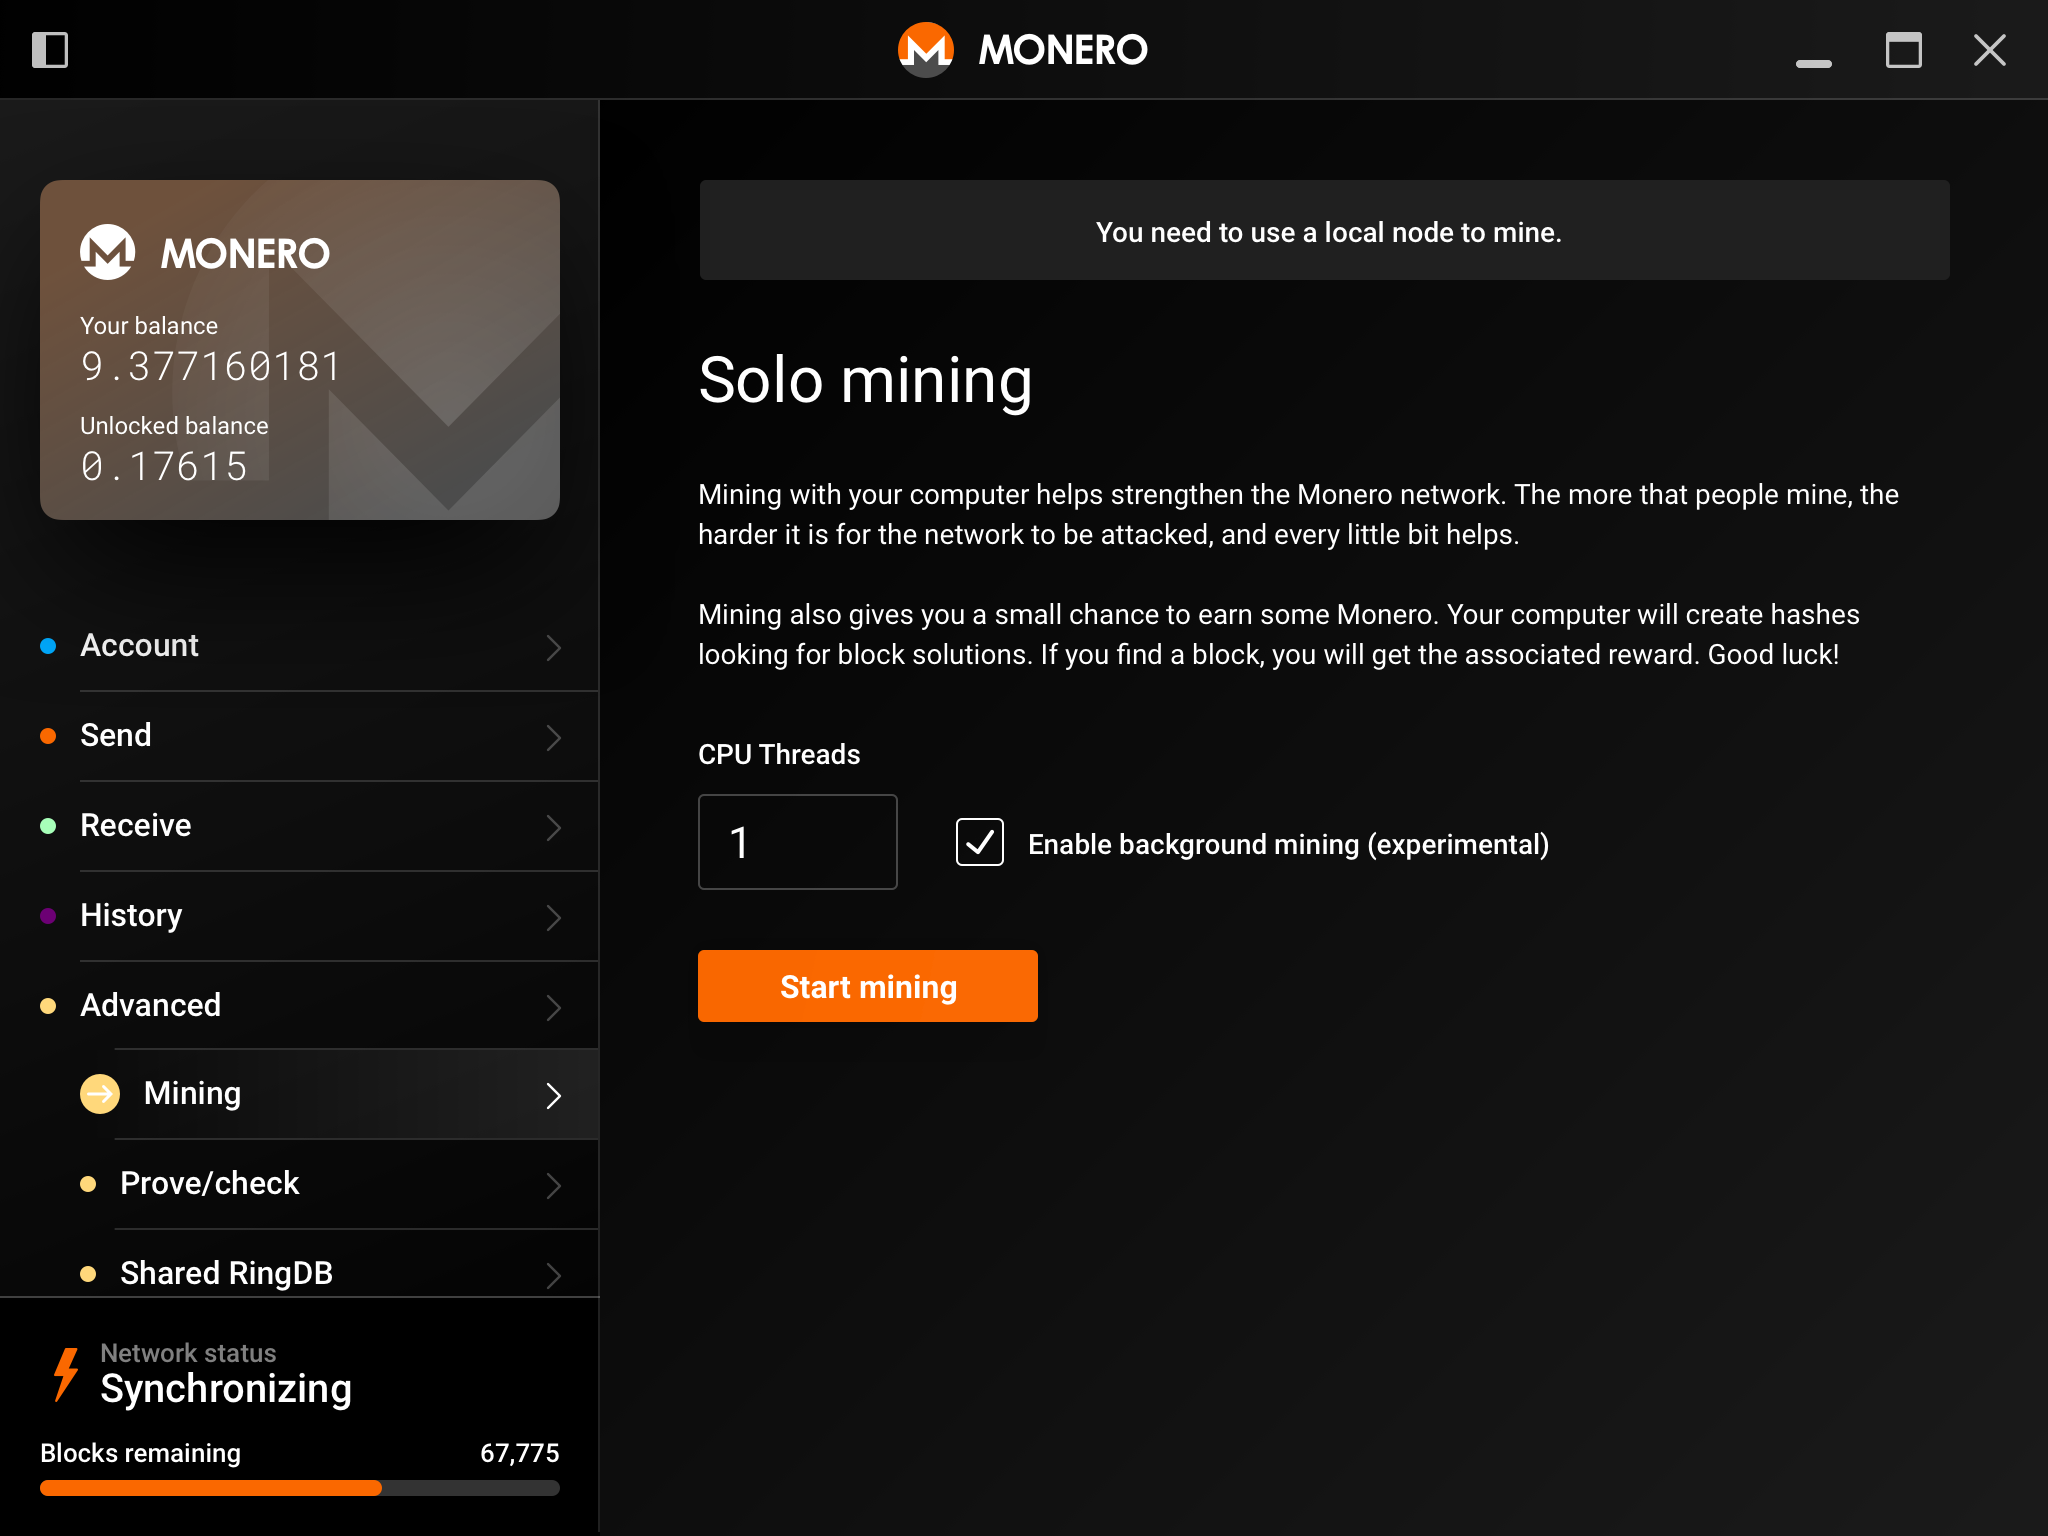 MONERO
MONERO
Your balance
9.377160181
Unlocked balance
0.17615
Account
Send
Receive
History
Advanced
Mining
Prove/check
Shared RingDB
Network status
Synchronizing
Blocks remaining 67,775
You need to use a local node to mine.
Solo mining
Mining with your computer helps strengthen the Monero network. The more that people mine, the
harder it is for the network to be attacked, and every little bit helps.
Mining also gives you a small chance to earn some Monero. Your computer will create hashes
looking for block solutions. If you find a block, you will get the associated reward. Good luck!
CPU Threads
1
Enable background mining (experimental)
Start mining